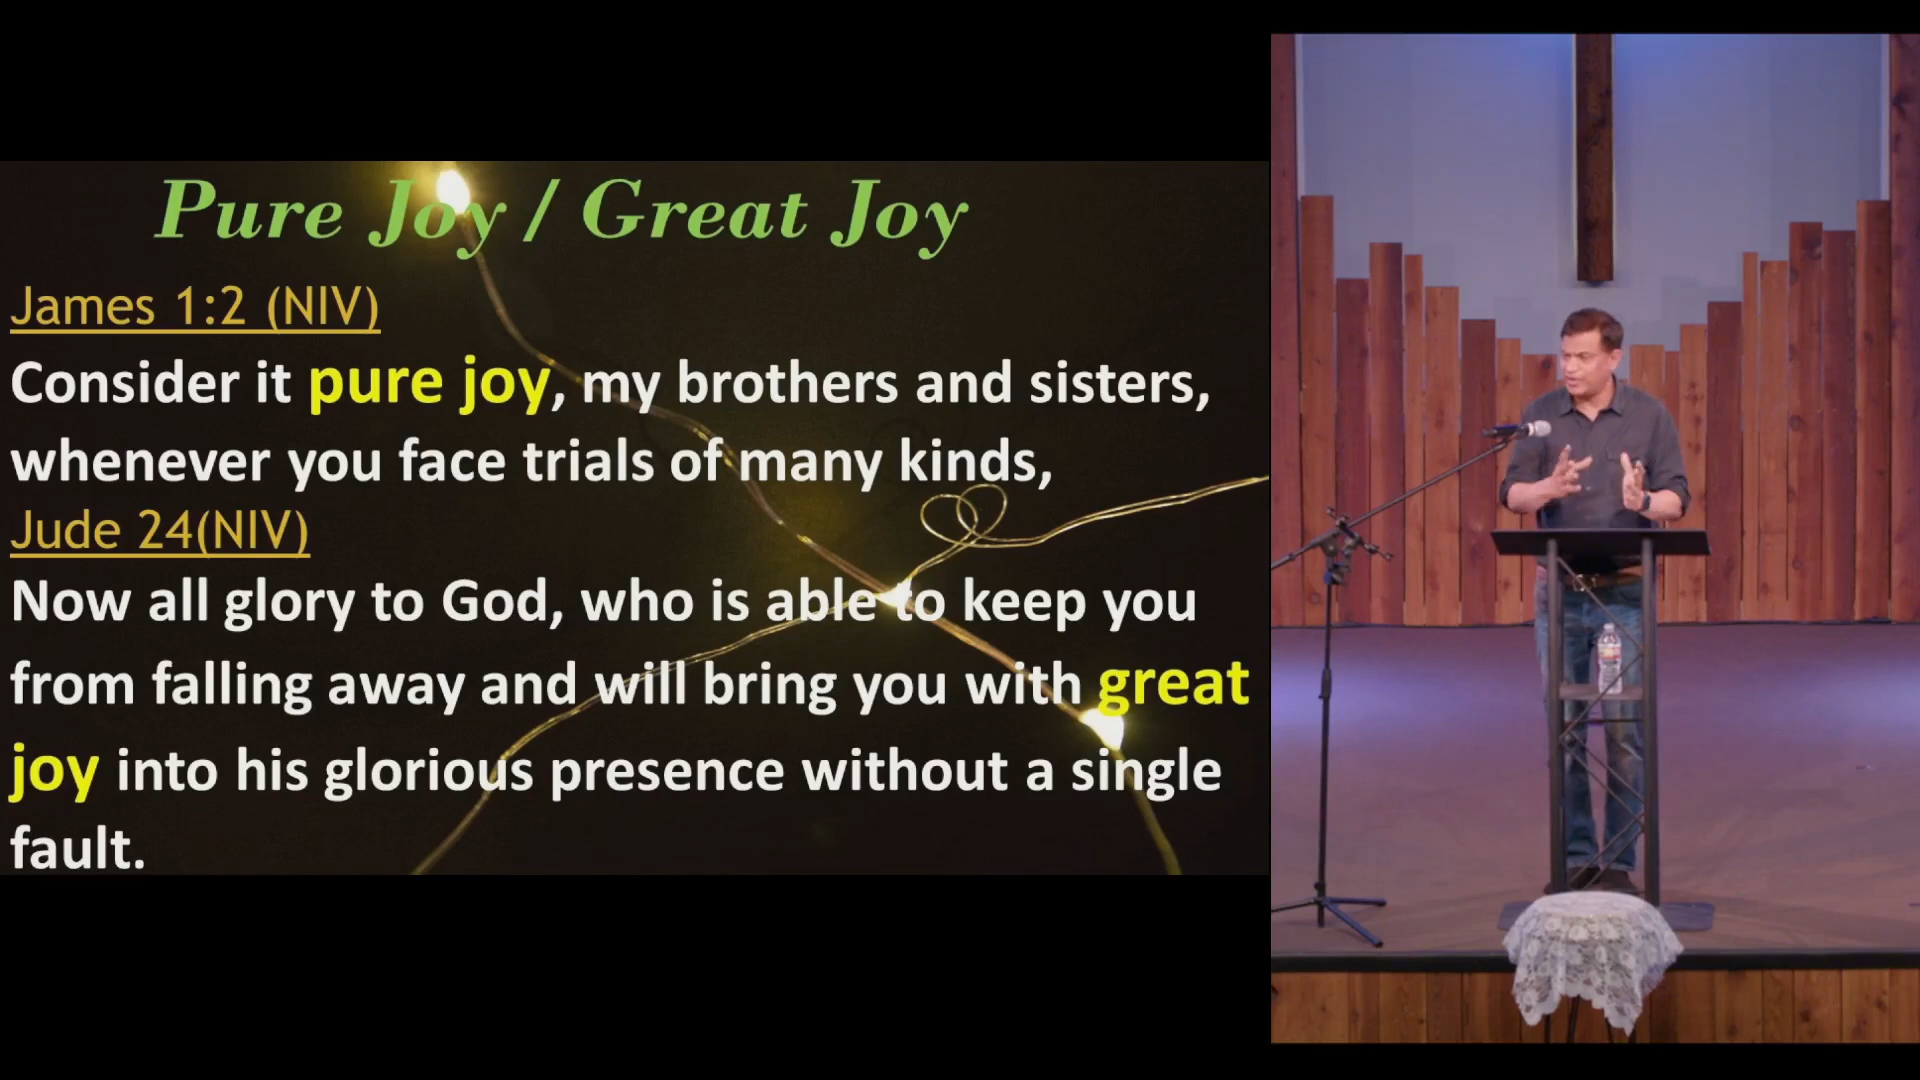 Pure Joy / Great Joy
James 1:2 (NIV)
Consider it pure joy, my brothers and sisters,
whenever you face trials of many kinds,
Jude 24(NIV)
Now all glory to God, who is able to keep you
from falling away and will bring you with great
joy into his glorious presence without a single
fault.